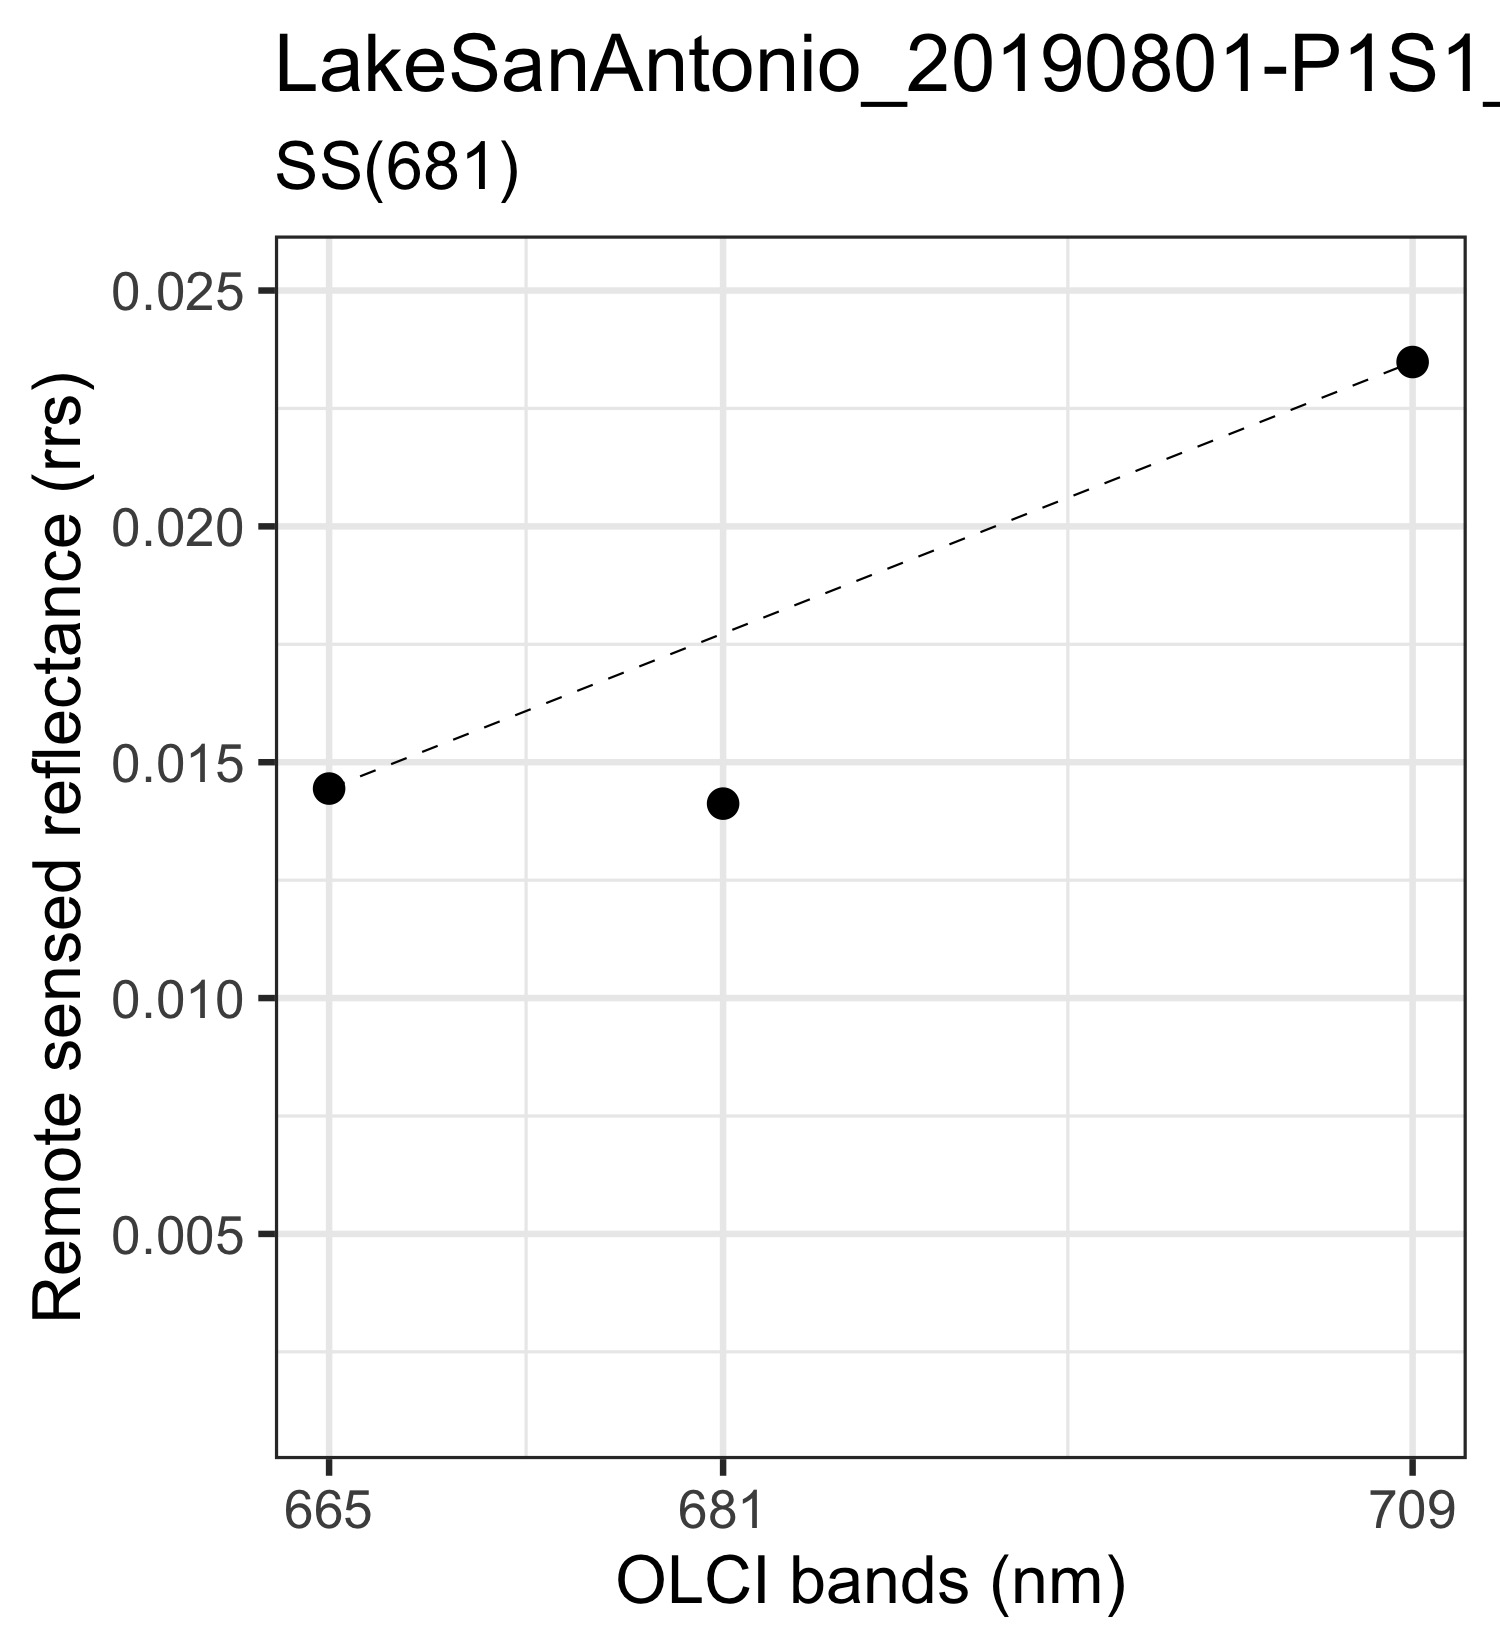 LakeSanAntonio_20190801-P1S1_
SS(681)
0.025
0.020
0.015
0.010
0.005
Remote sensed reflectance (rrs)
665 681 709
OLCI bands (nm)